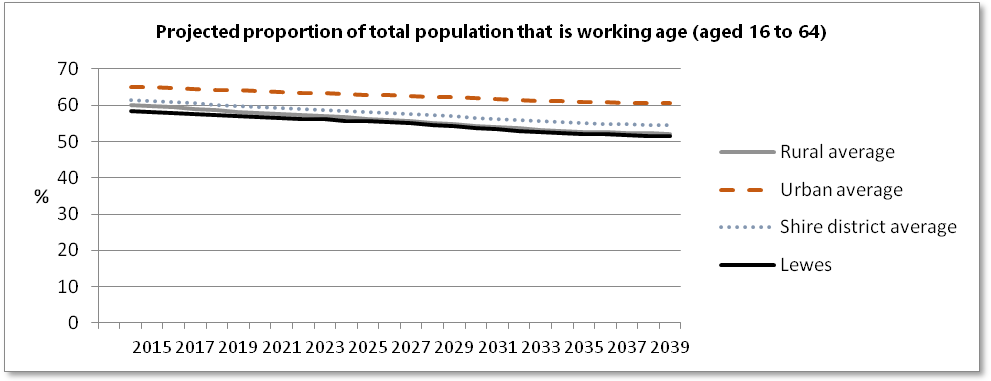 Projected proportion of total population that is working age (aged 16 to 64)
70
60
50
40
30
20
10
0
%
2015 2017 2019 2021 2023 2025 2027 2029 2031 2033 2035 2037 2039
Rural average
Urban average
Shire district average
Lewes